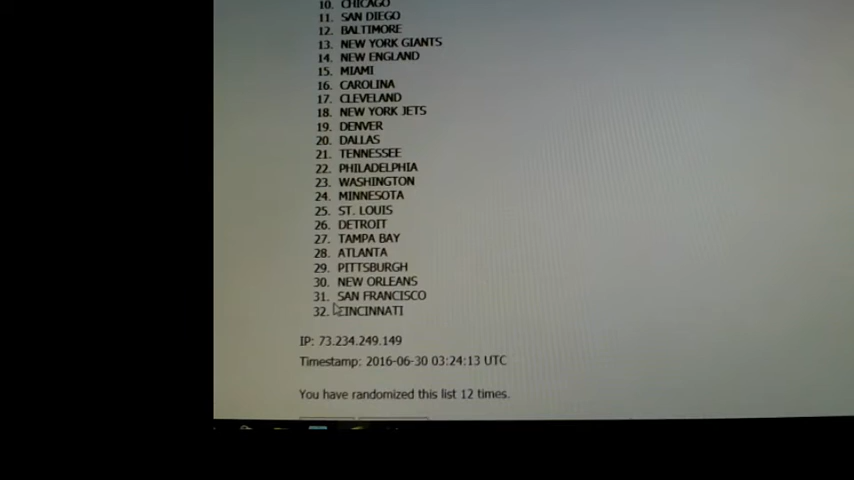 10. CHICAGO
11. SAN DIEGO
12. BALTIMORE
13. NEW YORK GIANTS
14. NEW ENGLAND
15. MIAMI
16. CAROLINA
17. CLEVELAND
18. NEW YORK JETS
19. DENVER
20. DALLAS
21. TENNESSEE
22. PHILADELPHIA
23. WASHINGTON
24. MINNESOTA
25. ST. LOUIS
26. DETROIT
27. TAMPA BAY
28. ATLANTA
29. PITTSBURGH
30. NEW ORLEANS
31. SAN FRANCISCO
32. CINCINNATI
IP: 73.234.249.149
Timestamp: 2016-06-30 03:24:13 UTC
You have randomized this list 12 times.